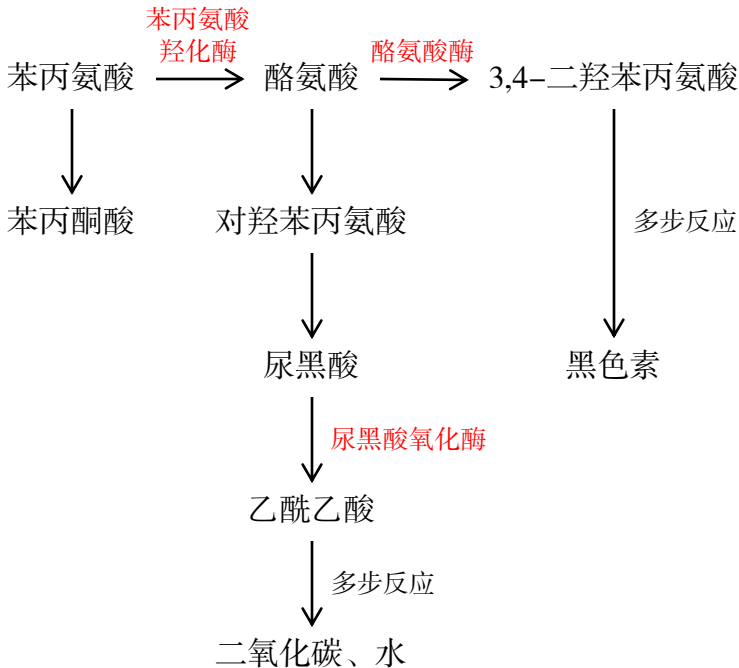 苯丙氨酸
羟化酶
酪氨酸酶
苯丙氨酸
酪氨酸
3,4-二羟苯丙氨酸
苯丙酮酸
对羟苯丙氨酸
多步反应
尿黑酸
黑色素
尿黑酸氧化酶
乙酰乙酸
多步反应
二氧化碳、水